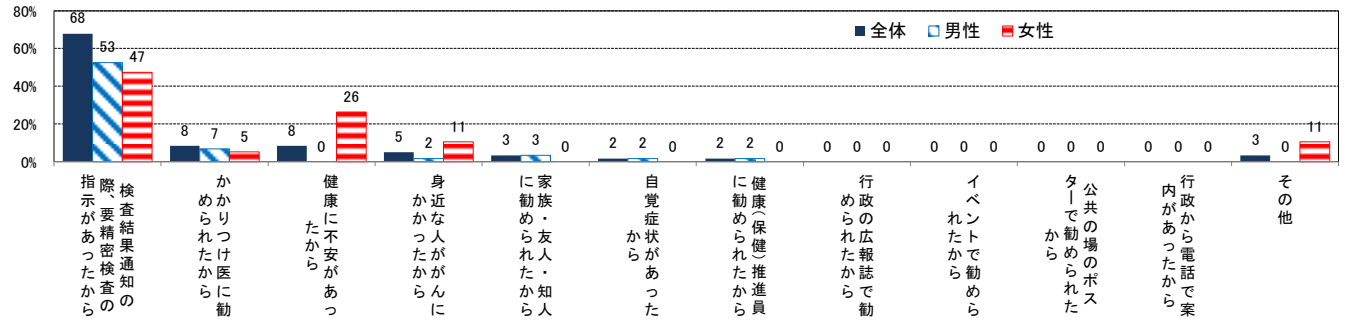 80%
60%
40%
20%
0%
全体 男性 女性
68 53 47
8 7 5
8 0 26
5 2 11
3 3 0
2 2 0
2 2 0
0 0 0
0 0 0
0 0 0
0 0 0
3 0 11
検査結果通知の
際、要精密検査の
指示があったから
かかりつけ医に勧
められたから
健康に不安があっ
たから
身近な人ががんに
かかったから
家族・友人・知人
に勧められたから
自覚症状があった
から
健康(保健)推進員
に勧められたから
行政の広報誌で勧
められたから
イベントで勧めら
れたから
公共の場のポス
ターで勧められた
から
行政から電話で案
内があったから
その他